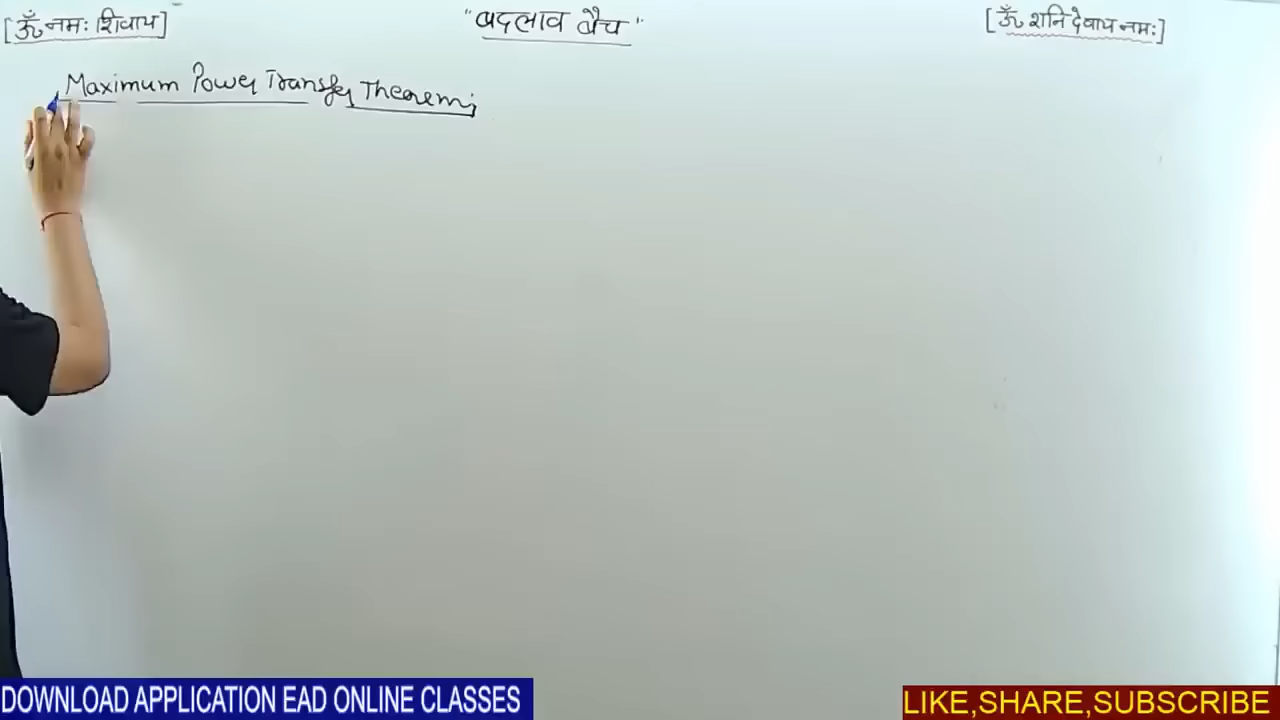 [ॐ नमः शिवाय]
"बदलाव बैच"
[ॐ शनि देवाय नमः]
Maximum Power Transfer Theorem;
DOWNLOAD APPLICATION EAD ONLINE CLASSES
LIKE,SHARE,SUBSCRIBE